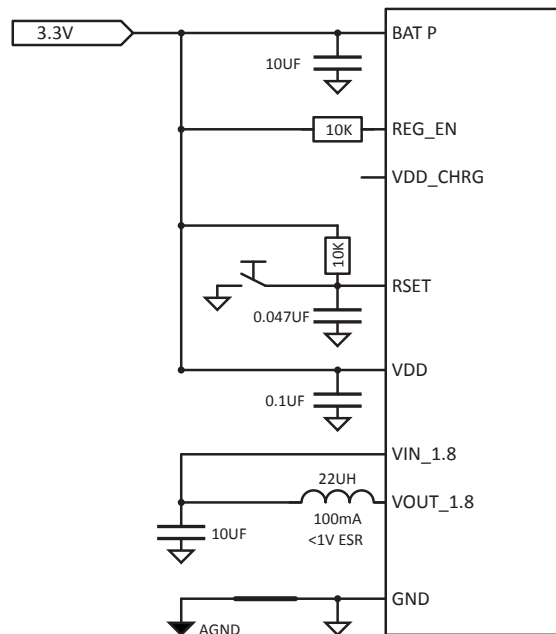 3.3V
BAT P
10UF
10K
REG_EN
VDD_CHRG
10K
RSET
0.047UF
VDD
0.1UF
VIN_1.8
22UH
VOUT_1.8
100mA
<1V ESR
10UF
GND
AGND